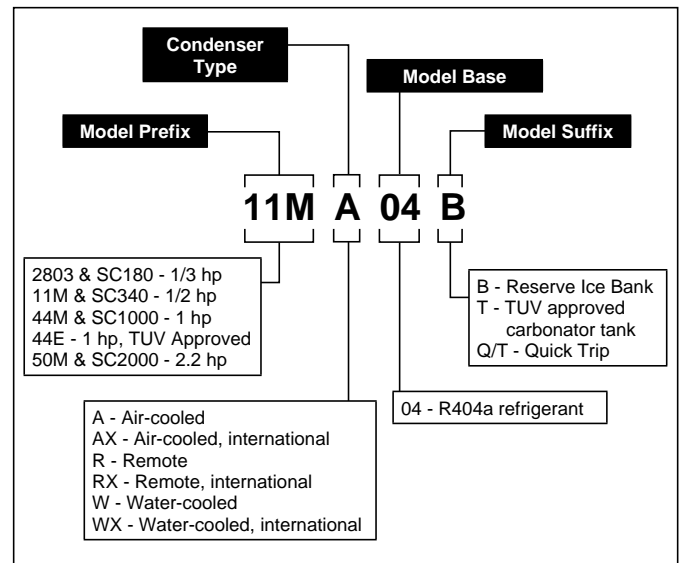 Condenser
Type
Model Base
Model Prefix
Model Suffix
11M A 04 B
2803 & SC180 - 1/3 hp
11M & SC340 - 1/2 hp
44M & SC1000 - 1 hp
44E - 1 hp, TUV Approved
50M & SC2000 - 2.2 hp
B - Reserve Ice Bank
T - TUV approved
carbonator tank
Q/T - Quick Trip
A - Air-cooled
AX - Air-cooled, international
R - Remote
RX - Remote, international
W - Water-cooled
WX - Water-cooled, international
04 - R404a refrigerant